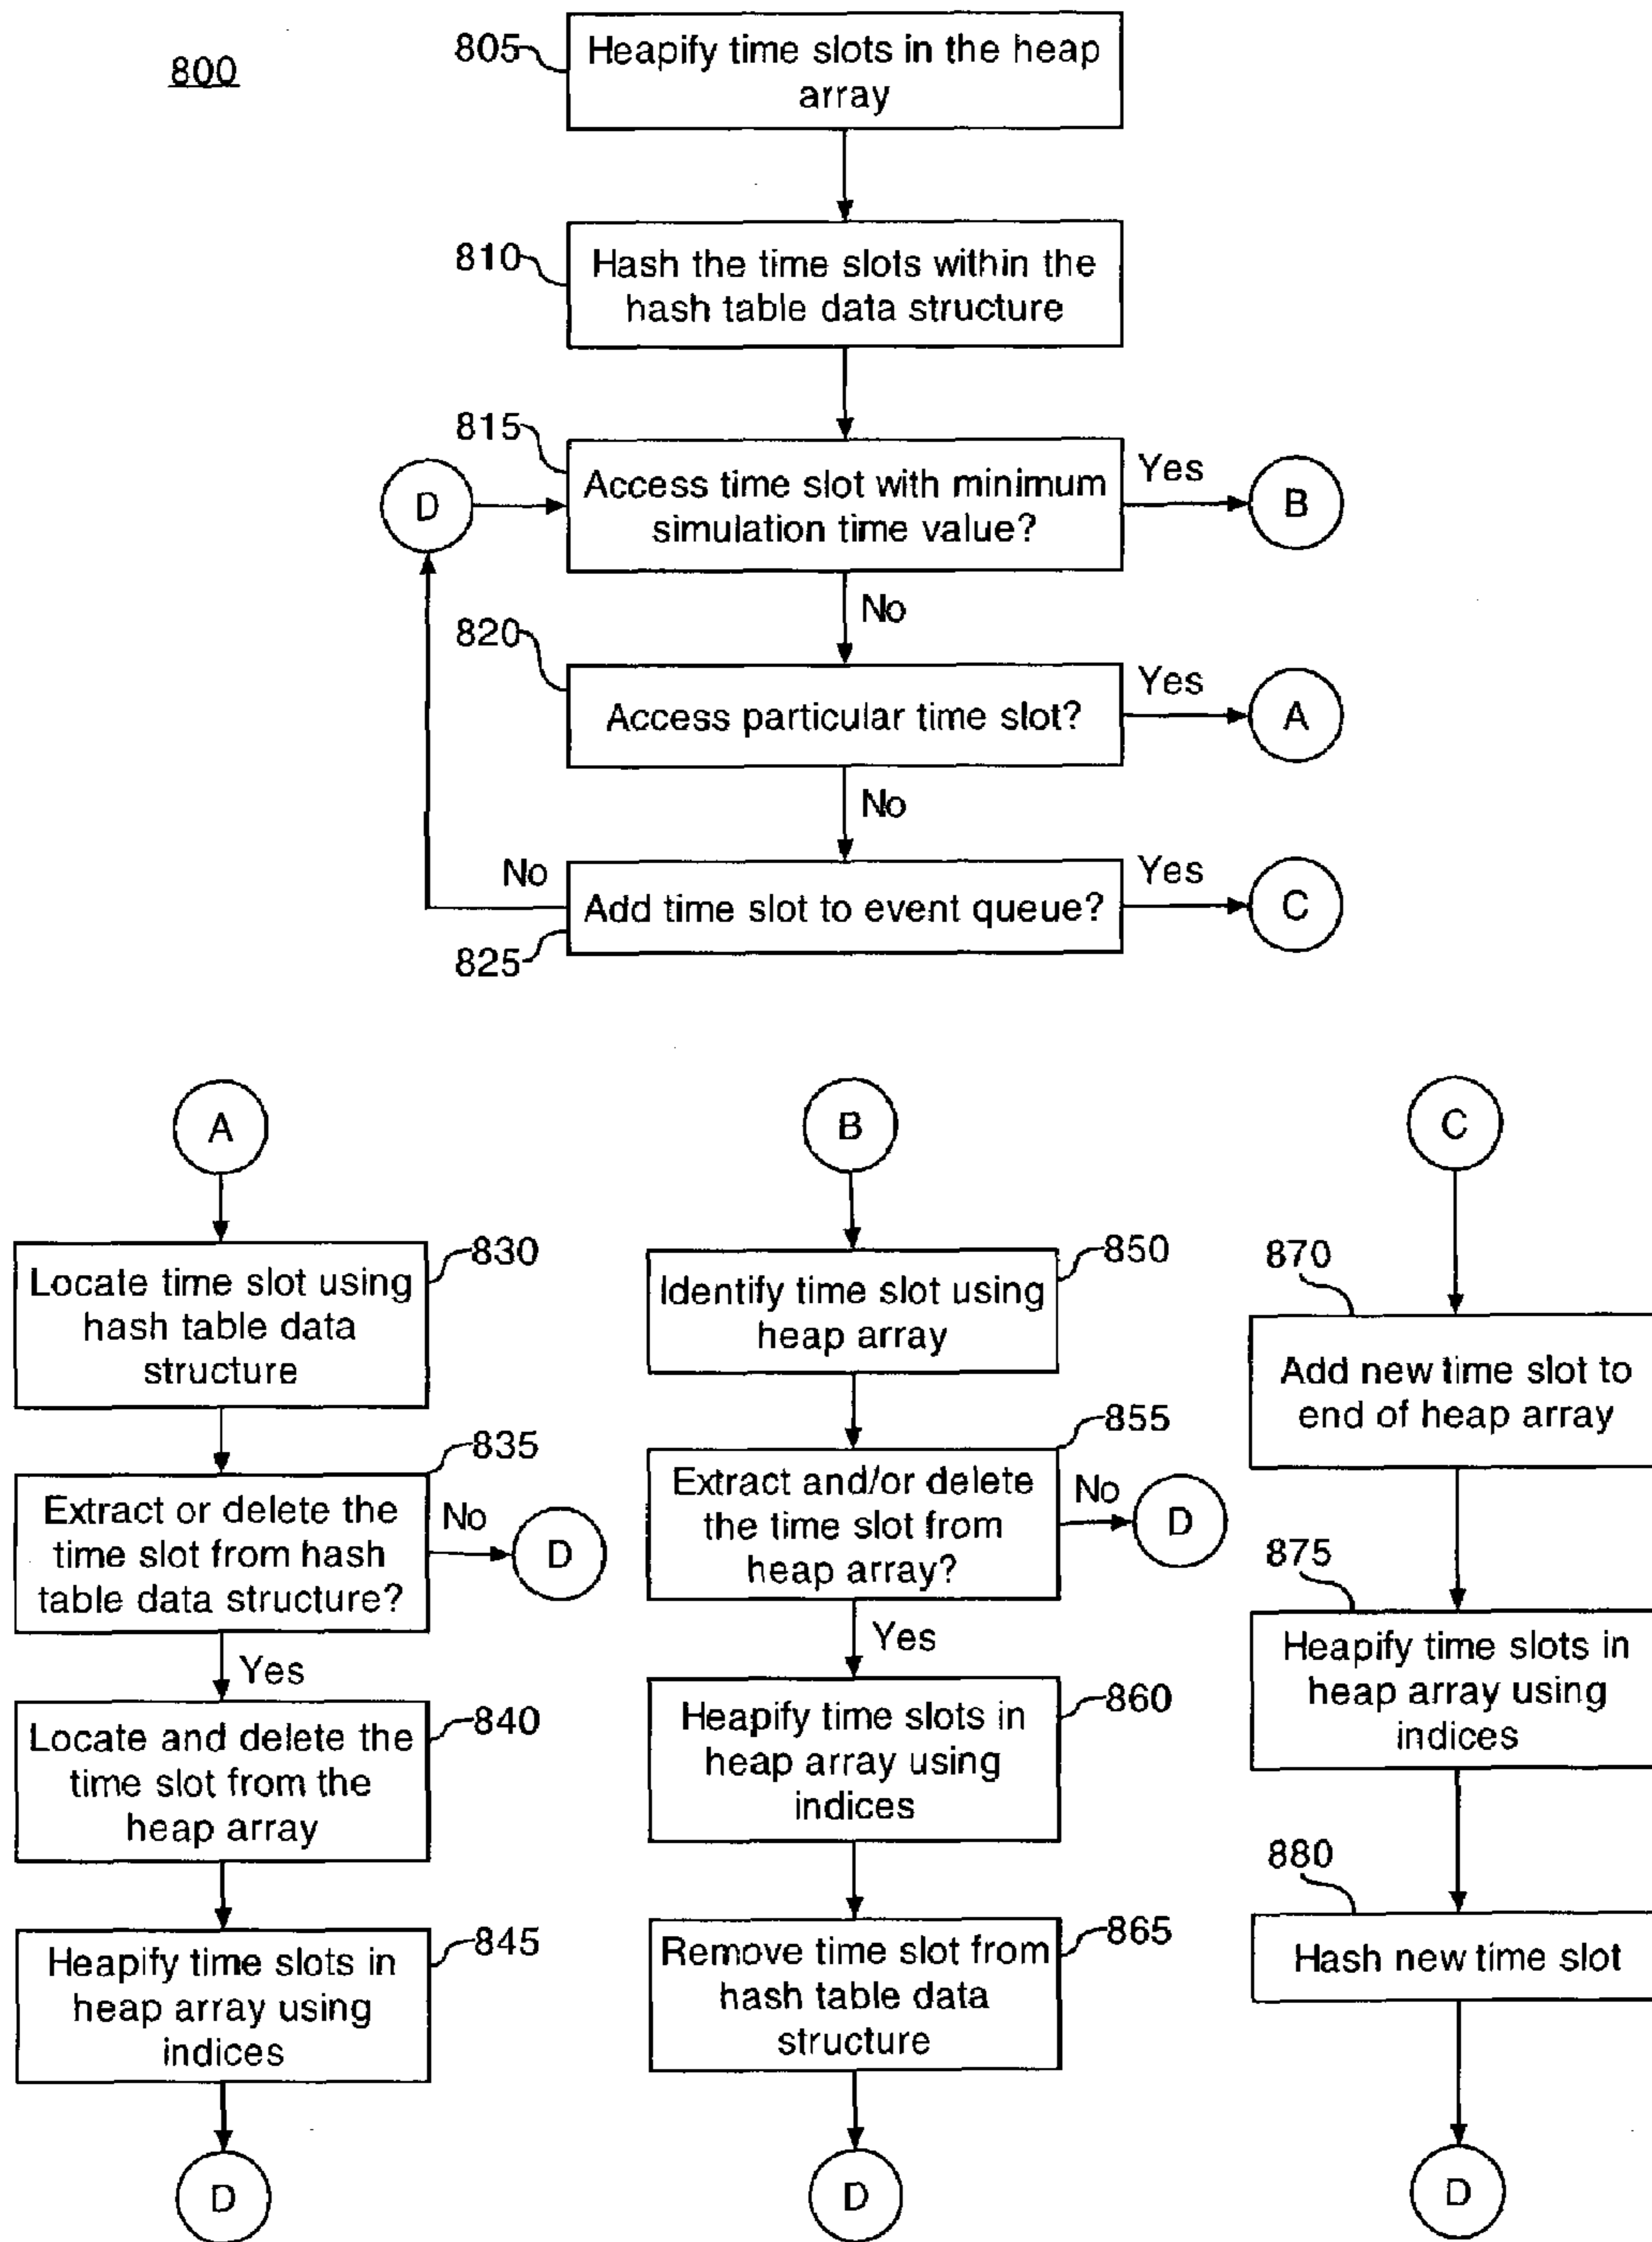 800
805
Heapify time slots in the heap
array
810
Hash the time slots within the
hash table data structure
815
D
Access time slot with minimum
simulation time value?
Yes
B
No
820
Access particular time slot?
Yes
A
No
No
Add time slot to event queue?
Yes
C
825
A
830
Locate time slot using
hash table data
structure
835
Extract or delete the
time slot from hash
table data structure?
No
D
Yes
840
Locate and delete the
time slot from the
heap array
845
Heapify time slots in
heap array using
indices
D
B
850
Identify time slot using
heap array
855
Extract and/or delete
the time slot from
heap array?
No
D
Yes
860
Heapify time slots in
heap array using
indices
865
Remove time slot from
hash table data
structure
D
C
870
Add new time slot to
end of heap array
875
Heapify time slots in
heap array using
indices
880
Hash new time slot
D